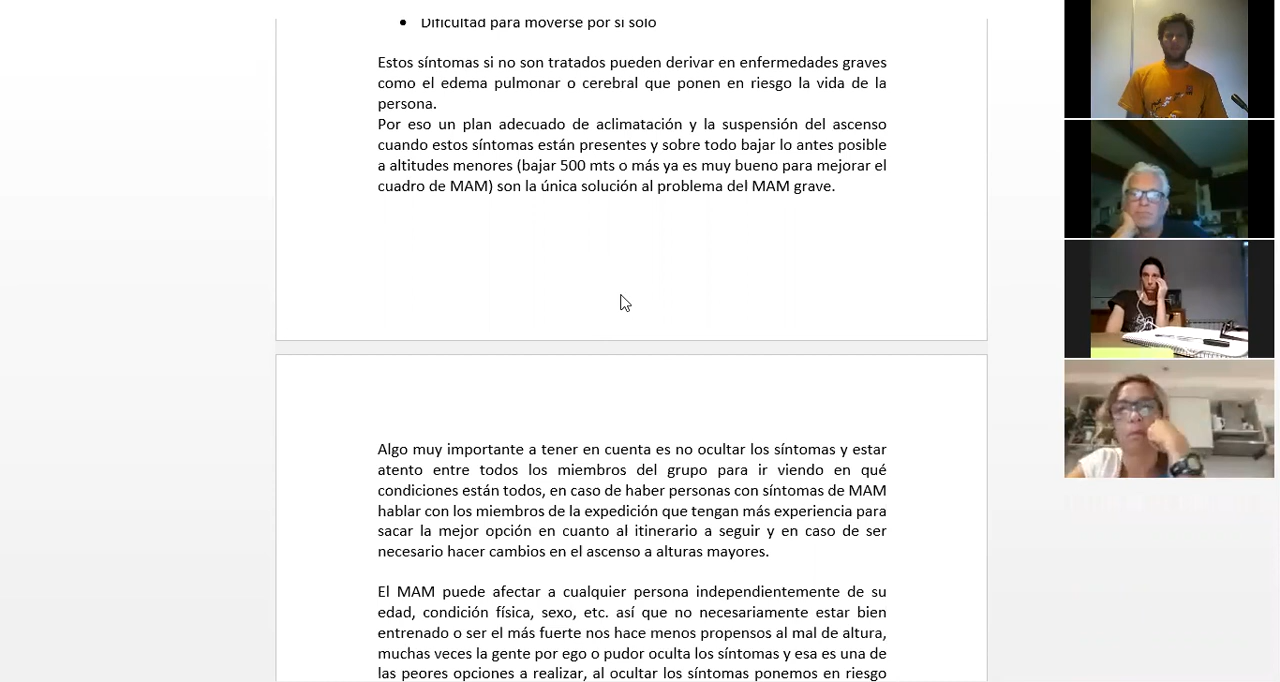 • Dificultad para moverse por si solo
Estos síntomas si no son tratados pueden derivar en enfermedades graves
como el edema pulmonar o cerebral que ponen en riesgo la vida de la
persona.
Por eso un plan adecuado de aclimatación y la suspensión del ascenso
cuando estos síntomas están presentes y sobre todo bajar lo antes posible
a altitudes menores (bajar 500 mts o más ya es muy bueno para mejorar el
cuadro de MAM) son la única solución al problema del MAM grave.
Algo muy importante a tener en cuenta es no ocultar los síntomas y estar
atento entre todos los miembros del grupo para ir viendo en qué
condiciones están todos, en caso de haber personas con síntomas de MAM
hablar con los miembros de la expedición que tengan más experiencia para
sacar la mejor opción en cuanto al itinerario a seguir y en caso de ser
necesario hacer cambios en el ascenso a alturas mayores.
El MAM puede afectar a cualquier persona independientemente de su
edad, condición física, sexo, etc. así que no necesariamente estar bien
entrenado o ser el más fuerte nos hace menos propensos al mal de altura,
muchas veces la gente por ego o pudor oculta los síntomas y esa es una de
las peores opciones a realizar, al ocultar los síntomas ponemos en riesgo